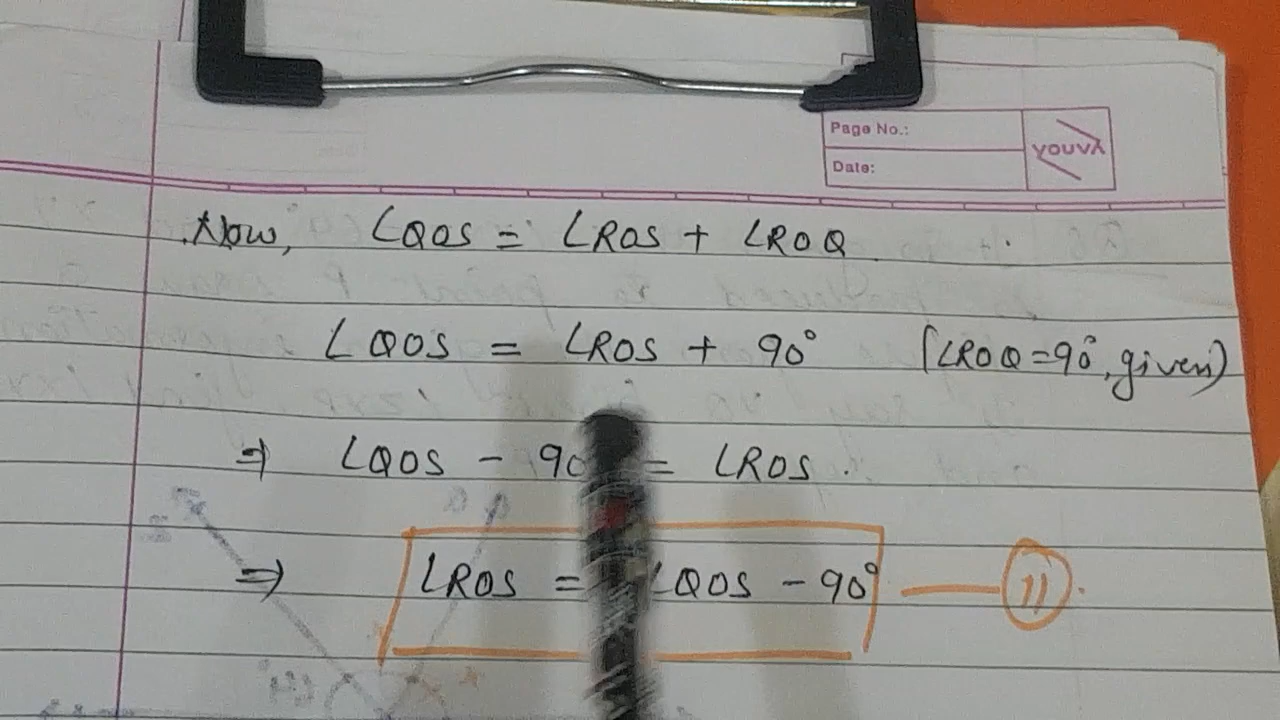 Page No.:
Date:
youva
Now, ∠QOS = ∠ROS + ∠ROQ
∠QOS = ∠ROS + 90° [∠ROQ = 90°, given)
⇒ ∠QOS - 90 = ∠ROS.
⇒ ∠ROS = ∠QOS - 90° — (II)